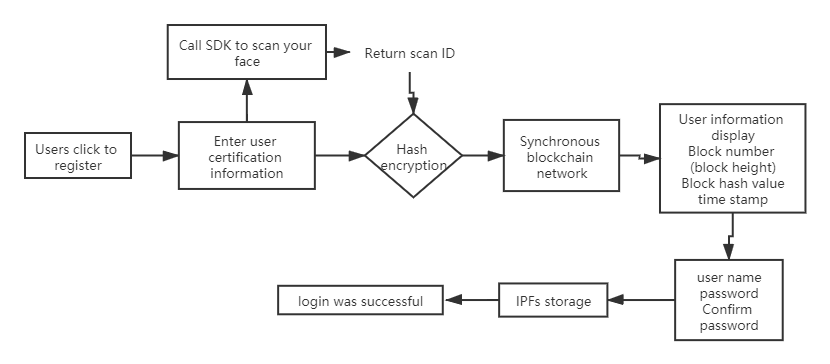 Call SDK to scan your
face
Return scan ID
Users click to
register
Enter user
certification
information
Hash
encryption
Synchronous
blockchain
network
User information
display
Block number
(block height)
Block hash value
time stamp
user name
password
Confirm
password
IPFs storage
login was successful